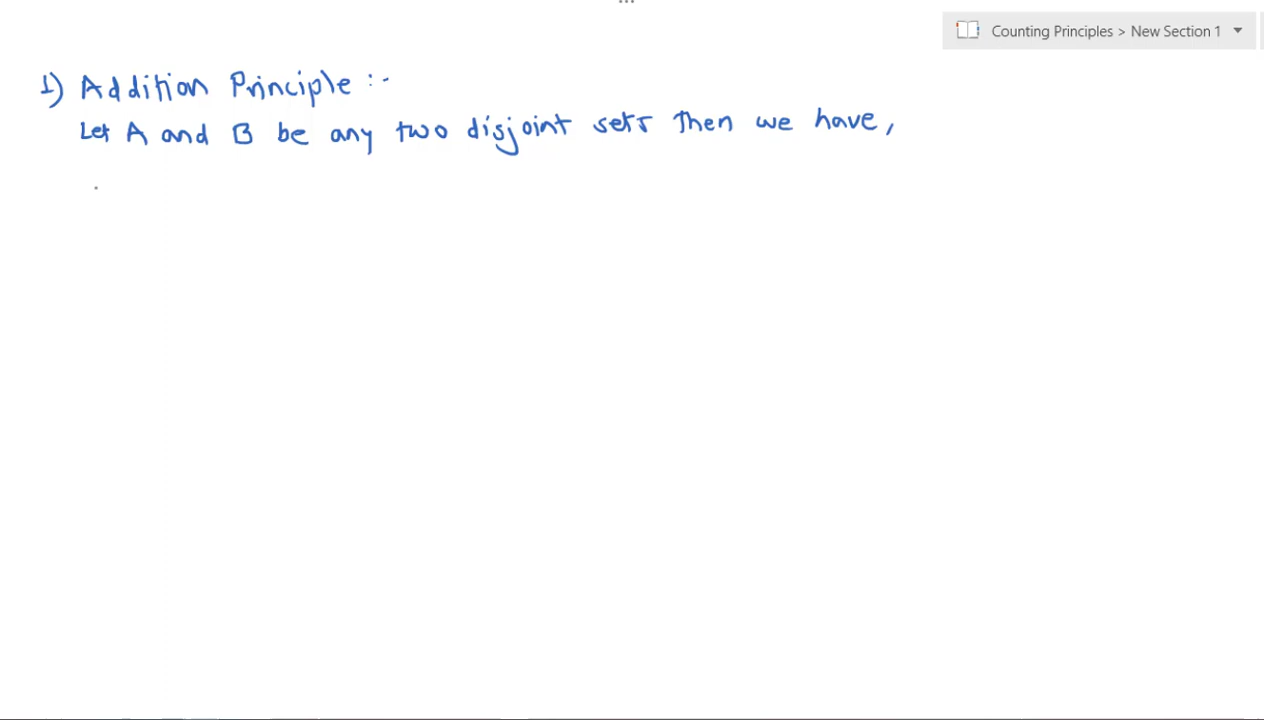 Counting Principles > New Section 1
1) Addition Principle :-
Let A and B be any two disjoint sets then we have,